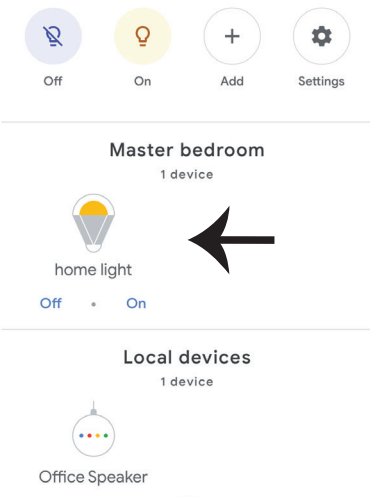 Off On Add Settings
Master bedroom
1 device
home light
Off • On
Local devices
1 device
Office Speaker